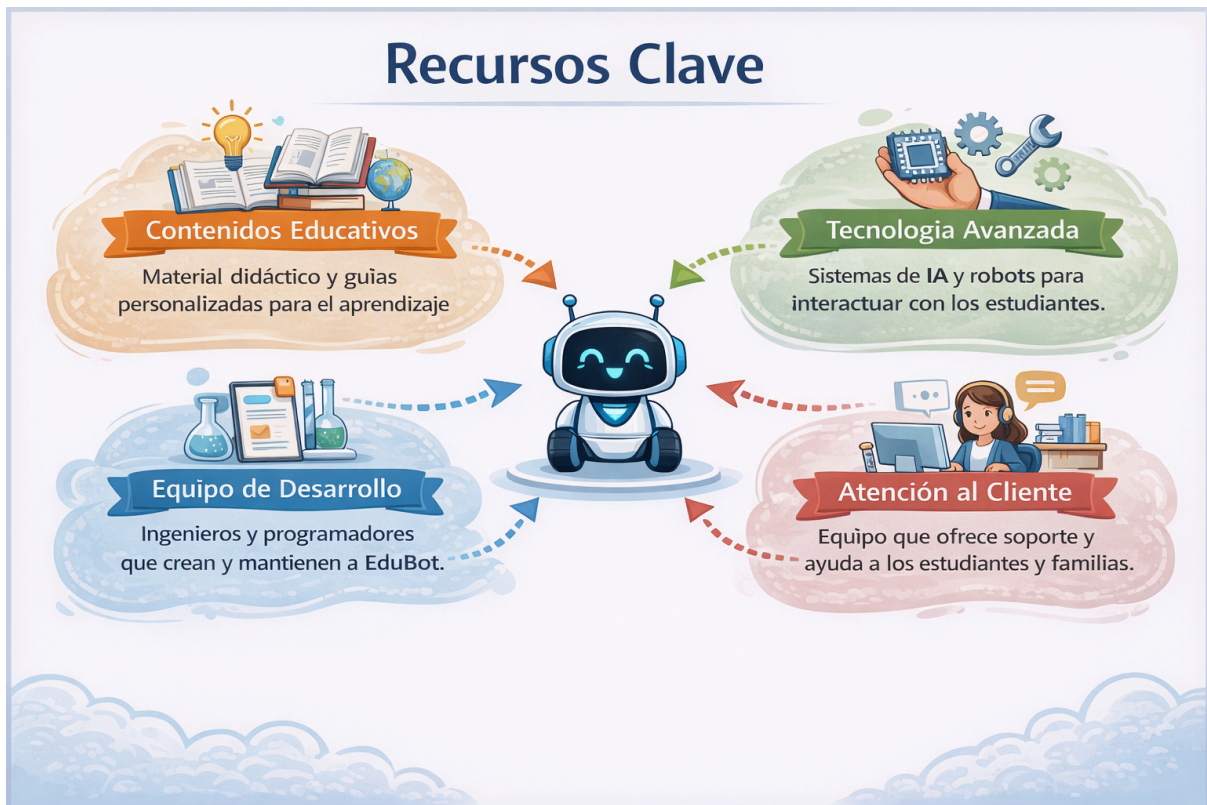 Recursos Clave
Contenidos Educativos
Material didáctico y guías
personalizadas para el aprendizaje
Tecnologia Avanzada
Sistemas de IA y robots para
interactuar con los estudiantes.
Equipo de Desarrollo
Ingenieros y programadores
que crean y mantienen a EduBot.
Atención al Cliente
Equipo que ofrece soporte y
ayuda a los estudiantes y familias.